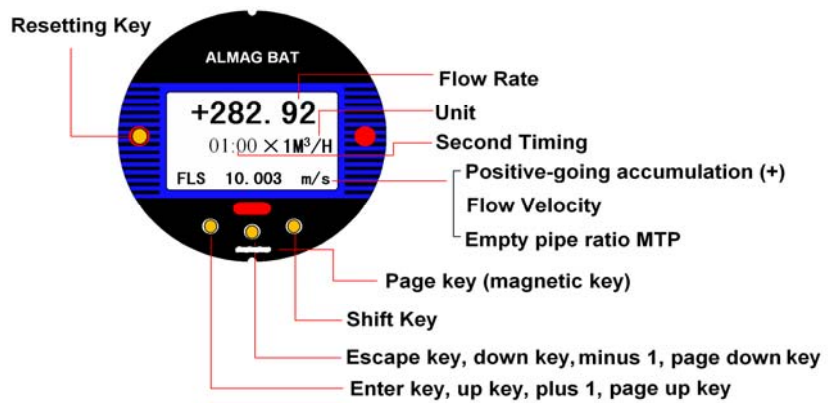 Resetting Key
ALMAG BAT
+282.92
01:00 ×1M³/H
FLS 10.003 m/s
Flow Rate
Unit
Second Timing
Positive-going accumulation (+)
Flow Velocity
Empty pipe ratio MTP
Page key (magnetic key)
Shift Key
Escape key, down key, minus 1, page down key
Enter key, up key, plus 1, page up key